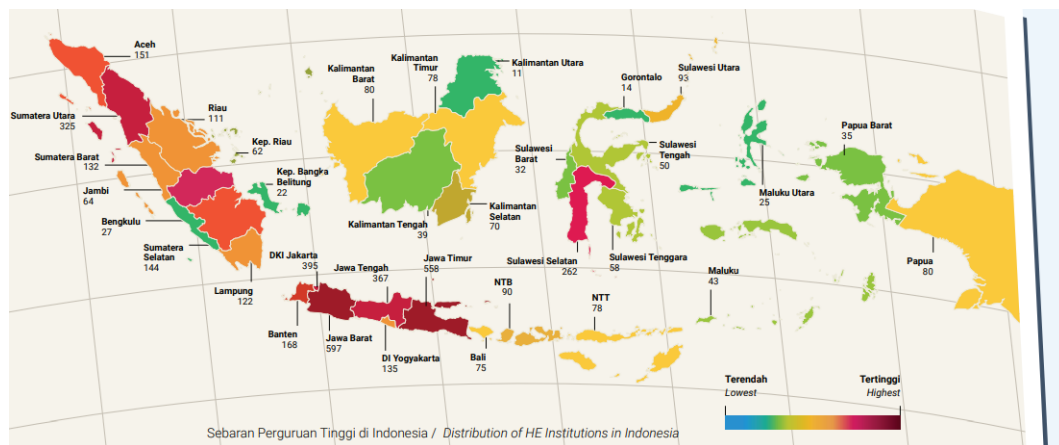 Aceh
151
Sumatera Utara
325
Riau
111
Kep. Riau
62
Sumatera Barat
132
Jambi
64
Kep. Bangka
Belitung
22
Bengkulu
27
Sumatera
Selatan
144
Lampung
122
DKI Jakarta
395
Banten
168
Jawa Barat
597
Jawa Tengah
367
DI Yogyakarta
135
Jawa Timur
558
Bali
75
NTB
90
NTT
78
Kalimantan
Barat
80
Kalimantan
Timur
78
Kalimantan Utara
11
Kalimantan Tengah
39
Kalimantan
Selatan
70
Gorontalo
14
Sulawesi Utara
93
Sulawesi
Barat
32
Sulawesi
Tengah
50
Sulawesi Selatan
262
Sulawesi Tenggara
58
Maluku Utara
25
Maluku
43
Papua Barat
35
Papua
80
Terendah
Lowest
Tertinggi
Highest
Sebaran Perguruan Tinggi di Indonesia / Distribution of HE Institutions in Indonesia